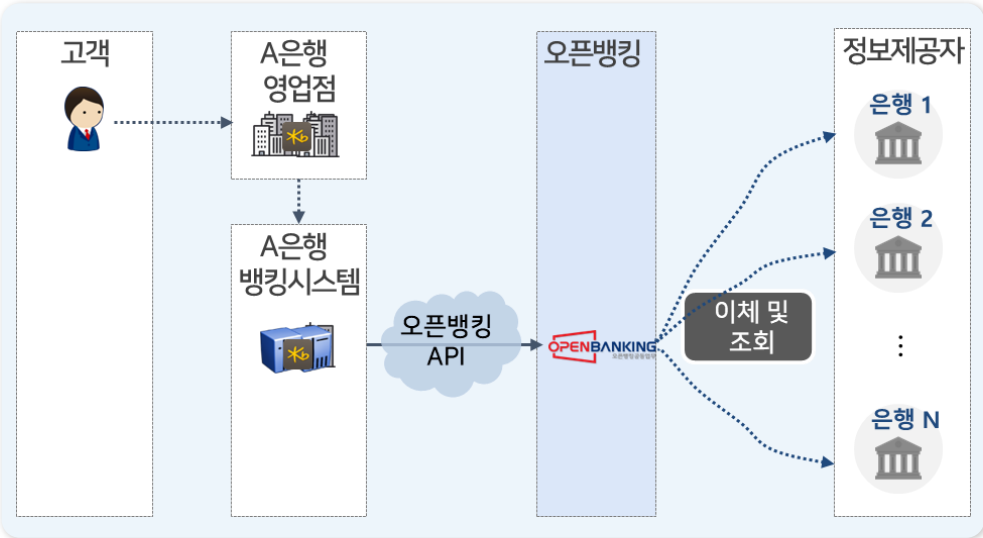 고객
A은행
영업점
A은행
뱅킹시스템
오픈뱅킹
API
오픈뱅킹
OPENBANKING
이체 및
조회
정보제공자
은행 1
은행 2
은행 N